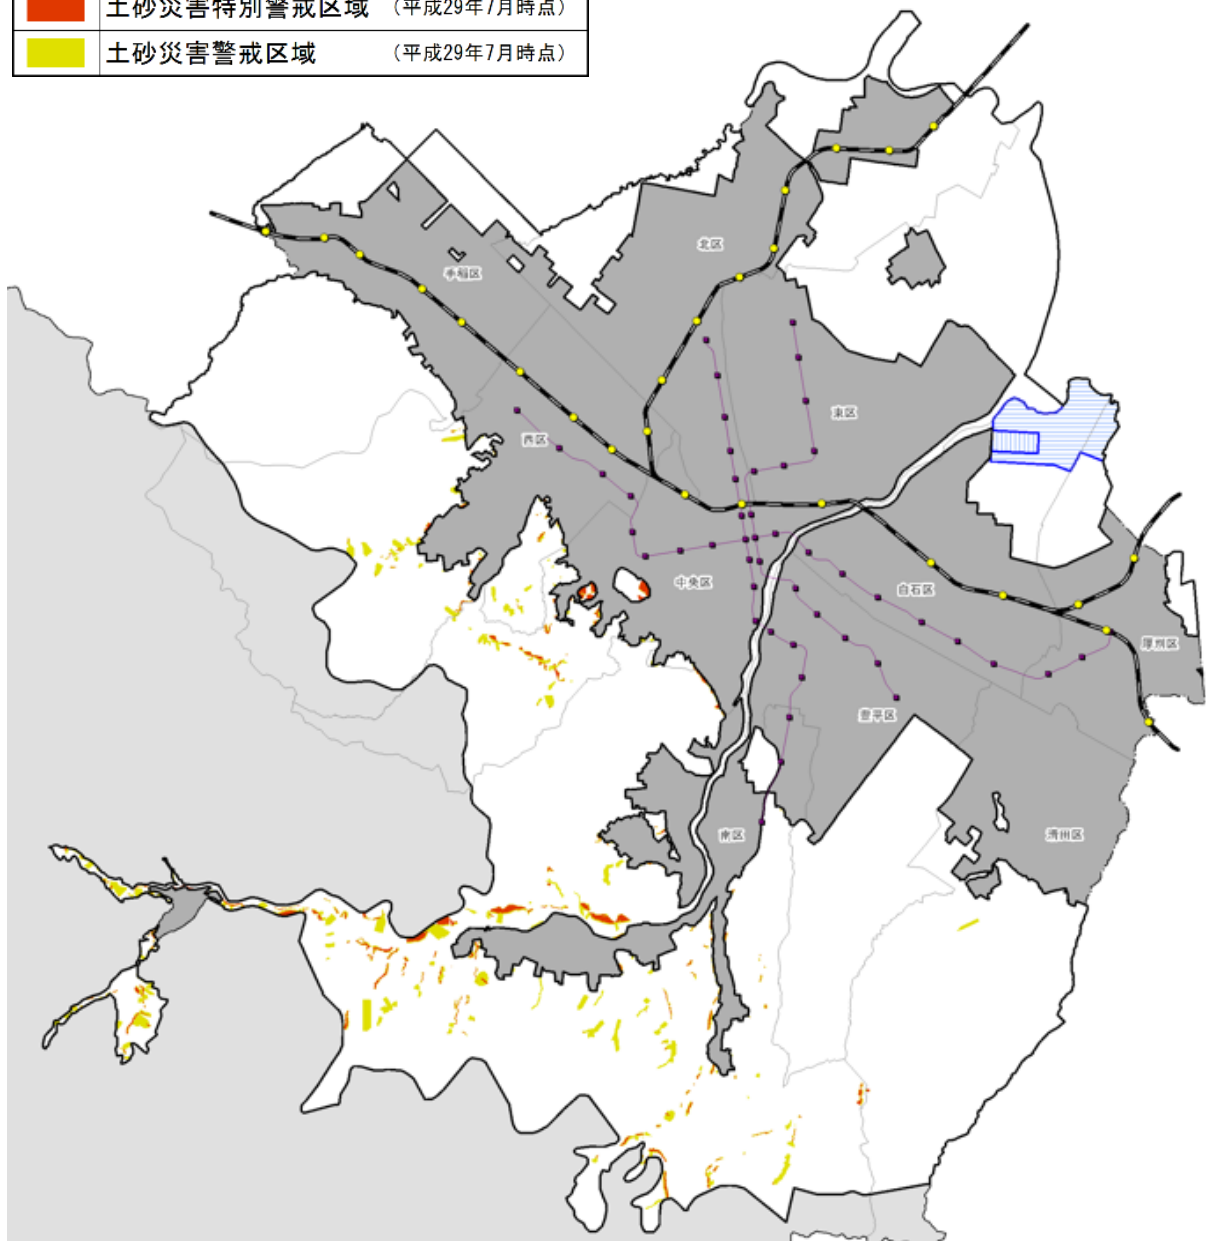 土砂災害特別警戒区域 （平成29年7月時点）
土砂災害警戒区域 （平成29年7月時点）
北区
手稲区
東区
西区
中央区
白石区
厚別区
豊平区
南区
清田区